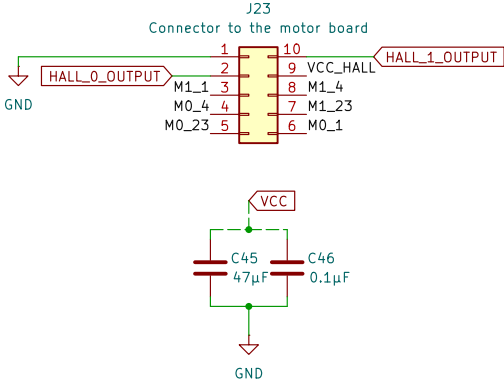 J23
Connector to the motor board
1 10 HALL_1_OUTPUT
HALL_0_OUTPUT 2 9 VCC_HALL
GND M1_1 3 8 M1_4
M0_4 4 7 M1_23
M0_23 5 6 M0_1
VCC
C45 C46
47µF 0.1µF
GND